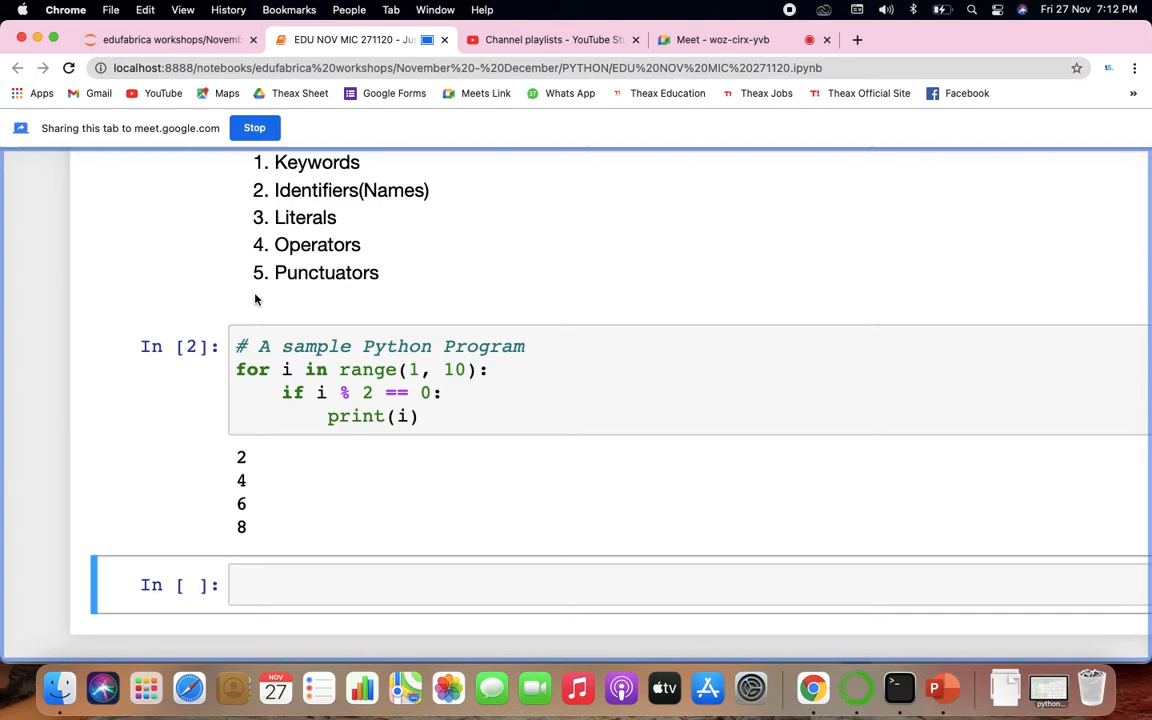 Chrome File Edit View History Bookmarks People Tab Window Help Fri 27 Nov 7:12 PM
edufabrica workshops/Novemb EDU NOV MIC 271120 - Ju Channel playlists - YouTube Stu Meet - woz-cirx-yvb
localhost:8888/notebooks/edufabrica%20workshops/November%20-%20December/PYTHON/EDU%20NOV%20MIC%20271120.ipynb
Apps Gmail YouTube Maps Theax Sheet Google Forms Meets Link Whats App Theax Education Theax Jobs Theax Official Site Facebook »
Sharing this tab to meet.google.com Stop
1. Keywords
2. Identifiers(Names)
3. Literals
4. Operators
5. Punctuators
In [2]: # A sample Python Program
for i in range(1, 10):
if i % 2 == 0:
print(i)
2
4
6
8
In [ ]:
NOV
27
tv
python...